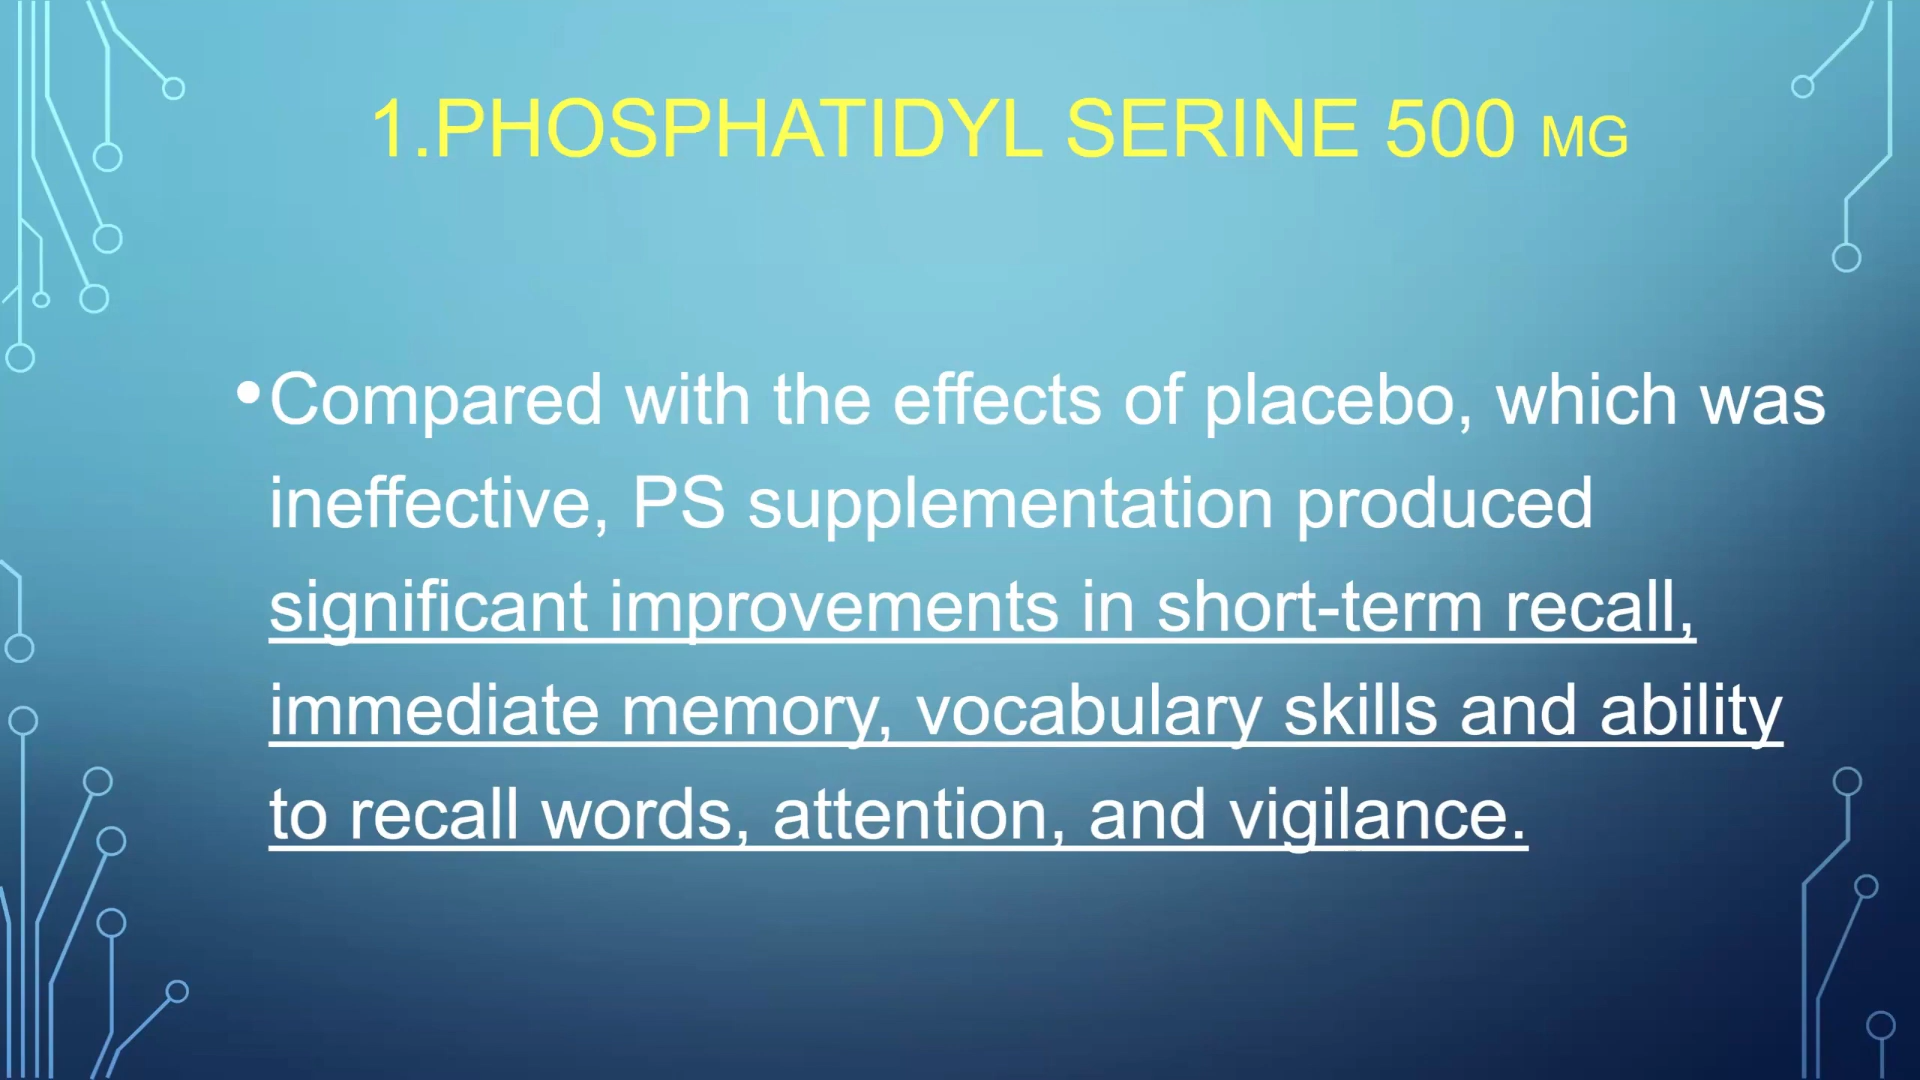 1.PHOSPHATIDYL SERINE 500 MG
•Compared with the effects of placebo, which was
ineffective, PS supplementation produced
significant improvements in short-term recall,
immediate memory, vocabulary skills and ability
to recall words, attention, and vigilance.